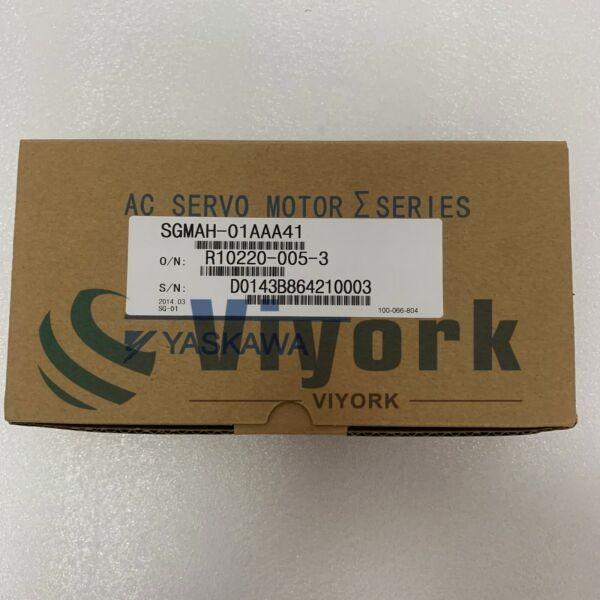 AC SERVO MOTOR Σ SERIES
SGMAH-01AAA41
O/N: R10220-005-3
S/N: D0143B864210003
2014.03
SG-01
100-066-804
Viyork
YASKAWA
VIYORK